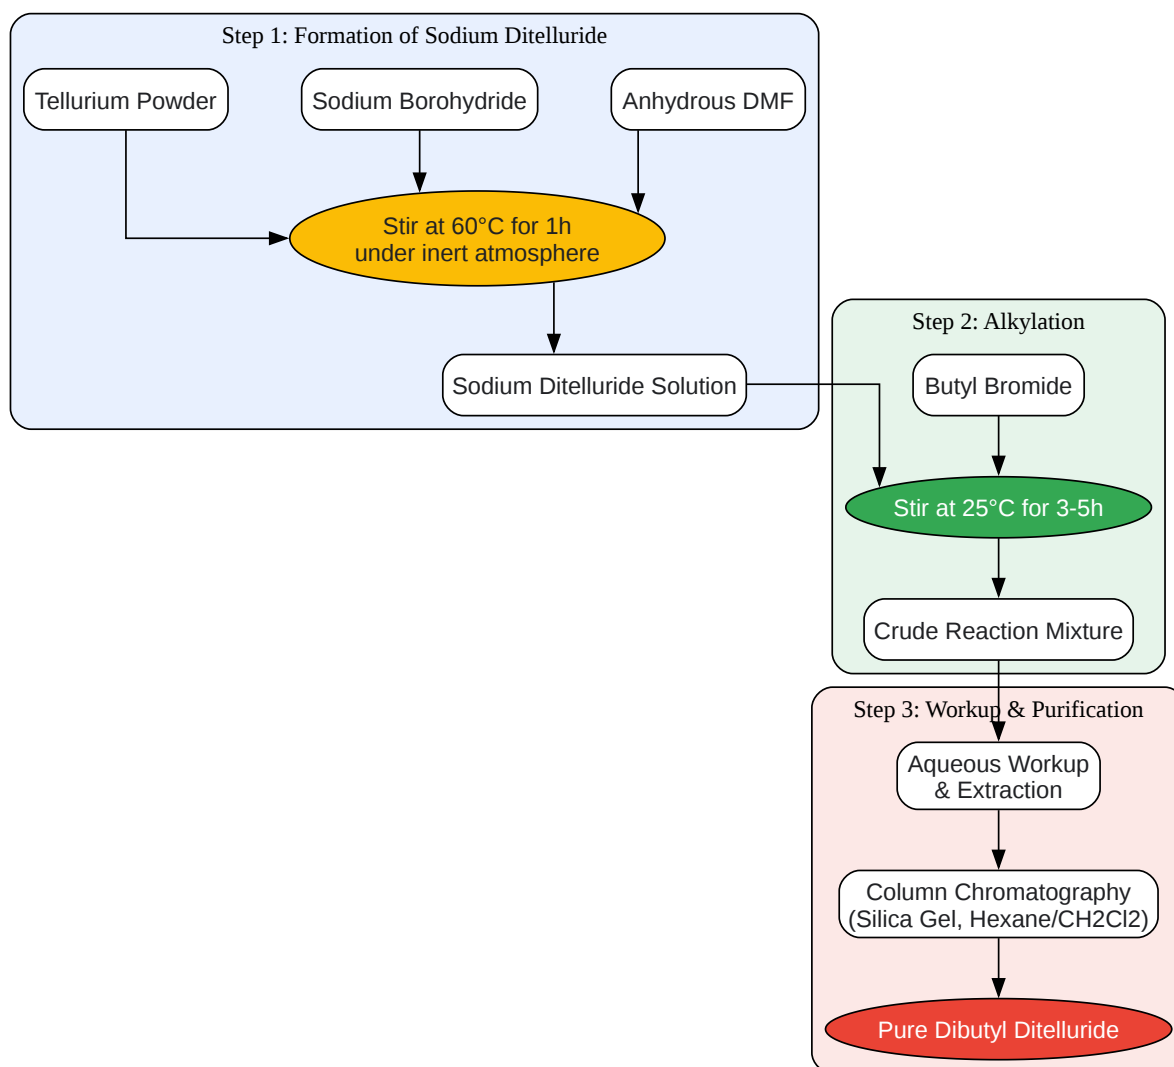 Step 1: Formation of Sodium Ditelluride
Tellurium Powder
Sodium Borohydride
Anhydrous DMF
Stir at 60°C for 1h
under inert atmosphere
Sodium Ditelluride Solution
Step 2: Alkylation
Butyl Bromide
Stir at 25°C for 3-5h
Crude Reaction Mixture
Step 3: Workup & Purification
Aqueous Workup
& Extraction
Column Chromatography
(Silica Gel, Hexane/CH2Cl2)
Pure Dibutyl Ditelluride